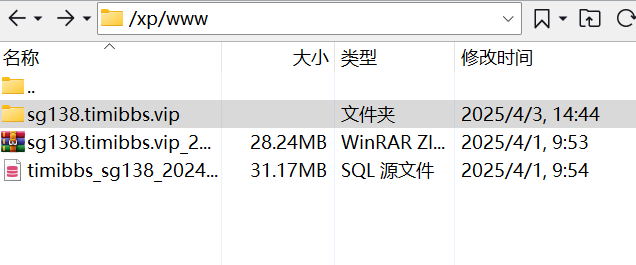 /xp/www
名称 大小 类型 修改时间
..
sg138.timibbs.vip 文件夹 2025/4/3, 14:44
sg138.timibbs.vip_2... 28.24MB WinRAR ZI... 2025/4/1, 9:53
timibbs_sg138_2024... 31.17MB SQL 源文件 2025/4/1, 9:54